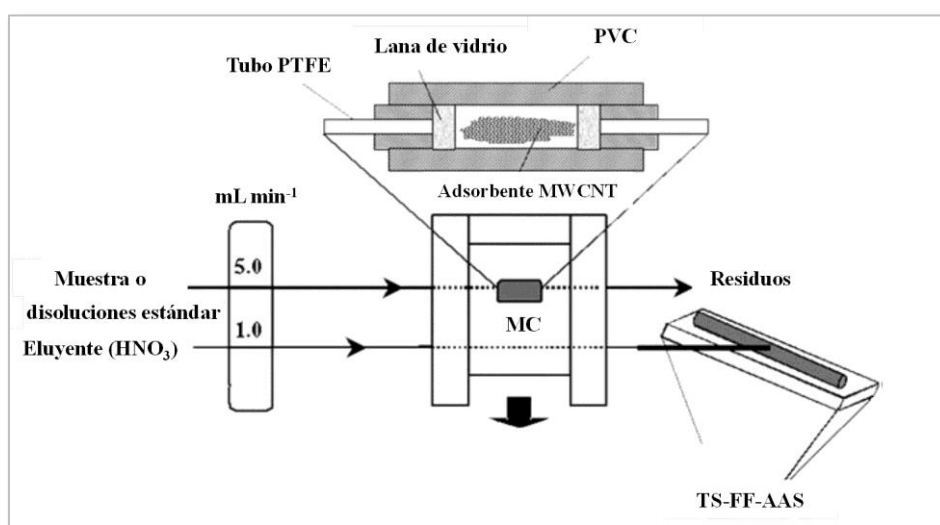 PVC
Lana de vidrio
Tubo PTFE
Adsorbente MWCNT
mL min⁻¹
5.0
Muestra o
disoluciones estándar
Residuos
1.0
MC
Eluyente (HNO₃)
TS-FF-AAS